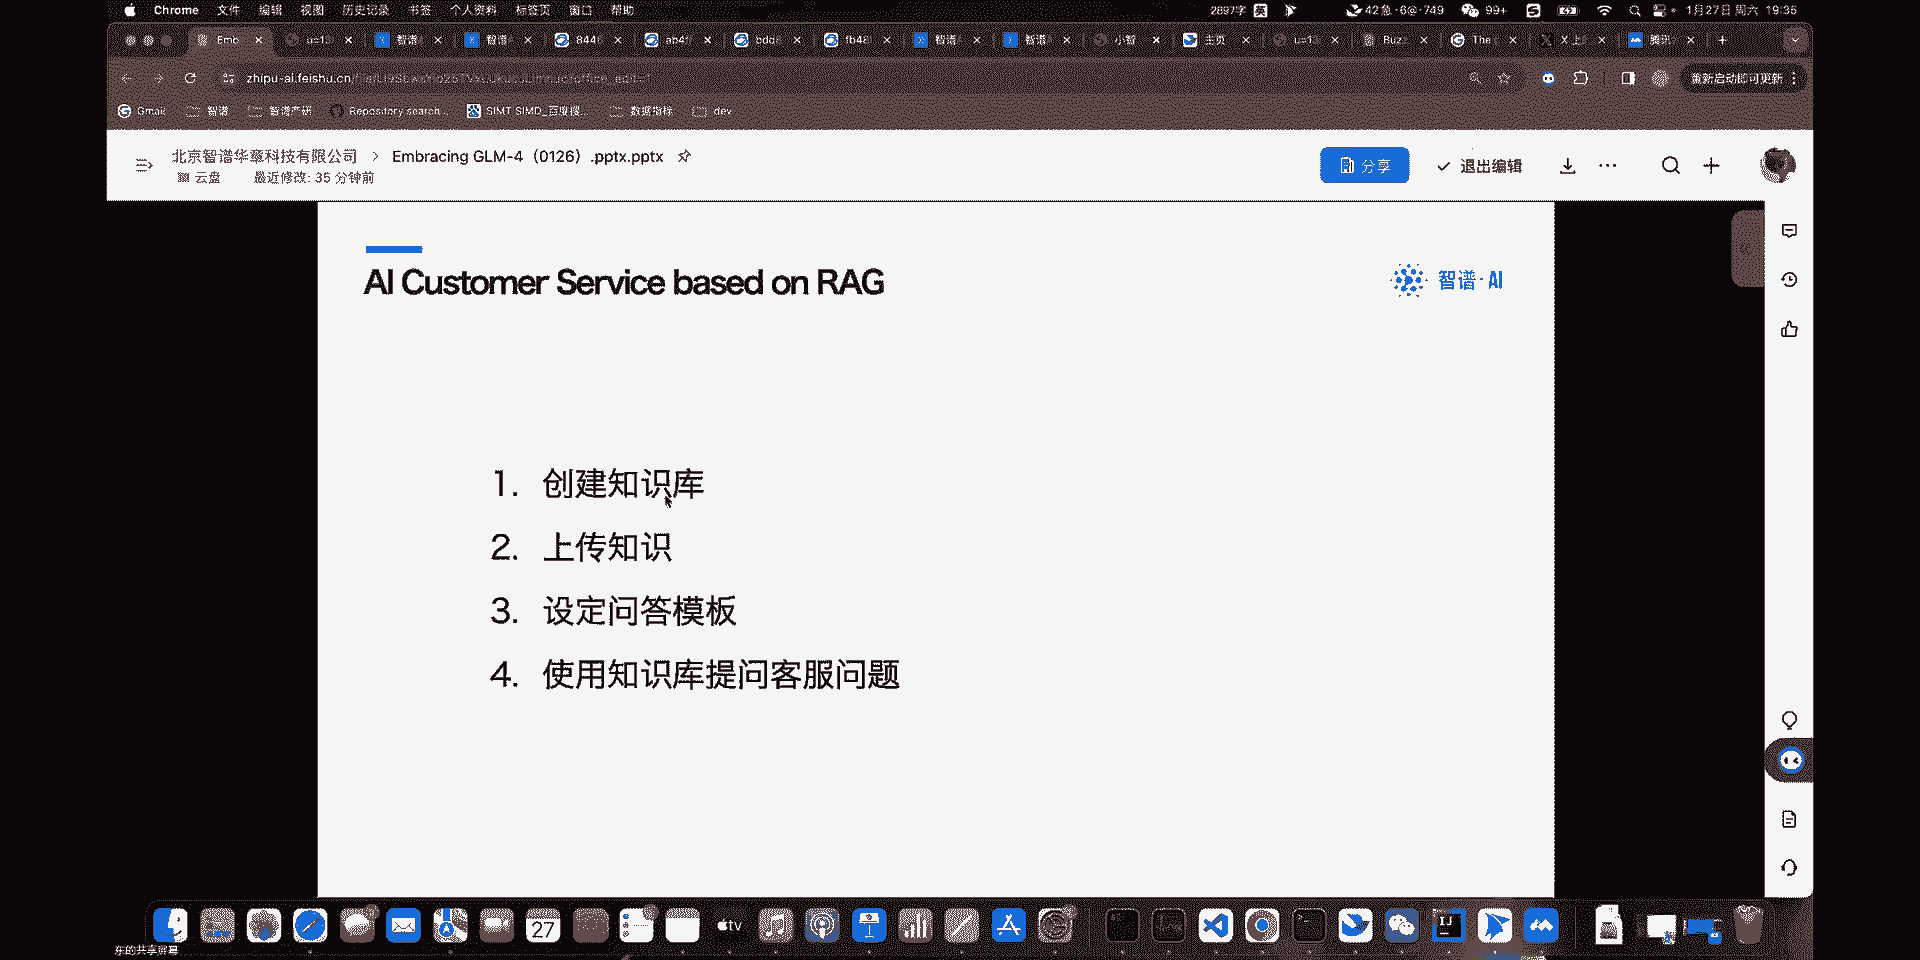 Chrome 文件 编辑 视图 历史记录 书签 个人资料 标签页 窗口 帮助 2897字 英 42急·6@·749 99+ 1月27日 周六 19:35
Emb u=13 智谱 智谱 8446 ab4f bdd8 fb48 智谱 智谱 小智 主页 u=13 Buzz The X 上 腾讯
zhipu-ai.feishu.cn/ 重新启动即可更新
Gmail 智谱 智谱产研 Repository search... SIMT SIMD_百度搜... 数据指标 dev
北京智谱华章科技有限公司 > Embracing GLM-4（0126）.pptx.pptx
云盘 最近修改: 35 分钟前
分享 退出编辑
AI Customer Service based on RAG
智谱·AI
1. 创建知识库
2. 上传知识
3. 设定问答模板
4. 使用知识库提问客服问题
27 tv IJ
东的共享屏幕